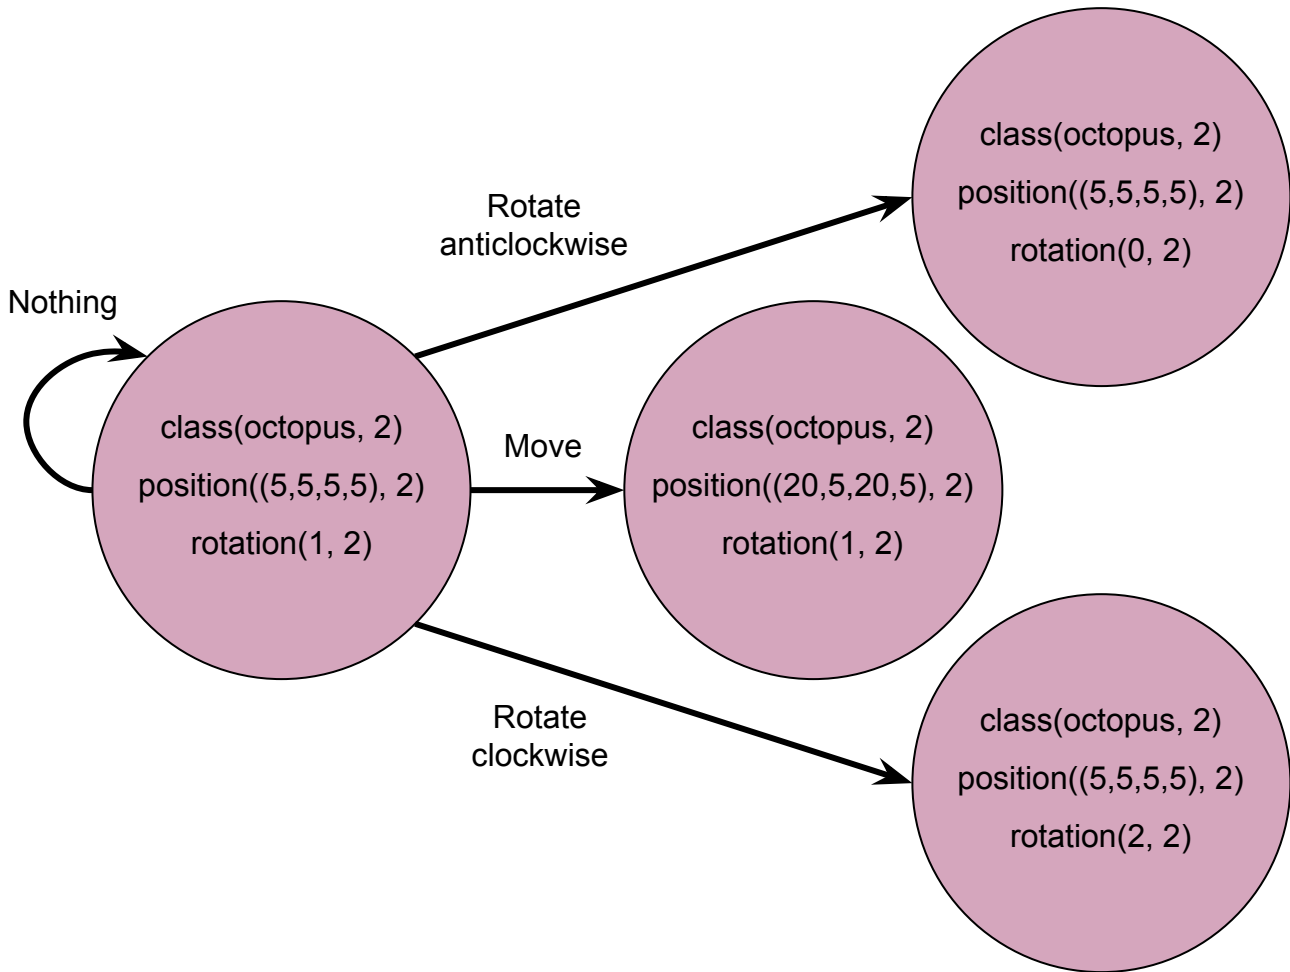 Nothing
class(octopus, 2)
position((5,5,5,5), 2)
rotation(1, 2)
Rotate
anticlockwise
class(octopus, 2)
position((5,5,5,5), 2)
rotation(0, 2)
Move
class(octopus, 2)
position((20,5,20,5), 2)
rotation(1, 2)
Rotate
clockwise
class(octopus, 2)
position((5,5,5,5), 2)
rotation(2, 2)